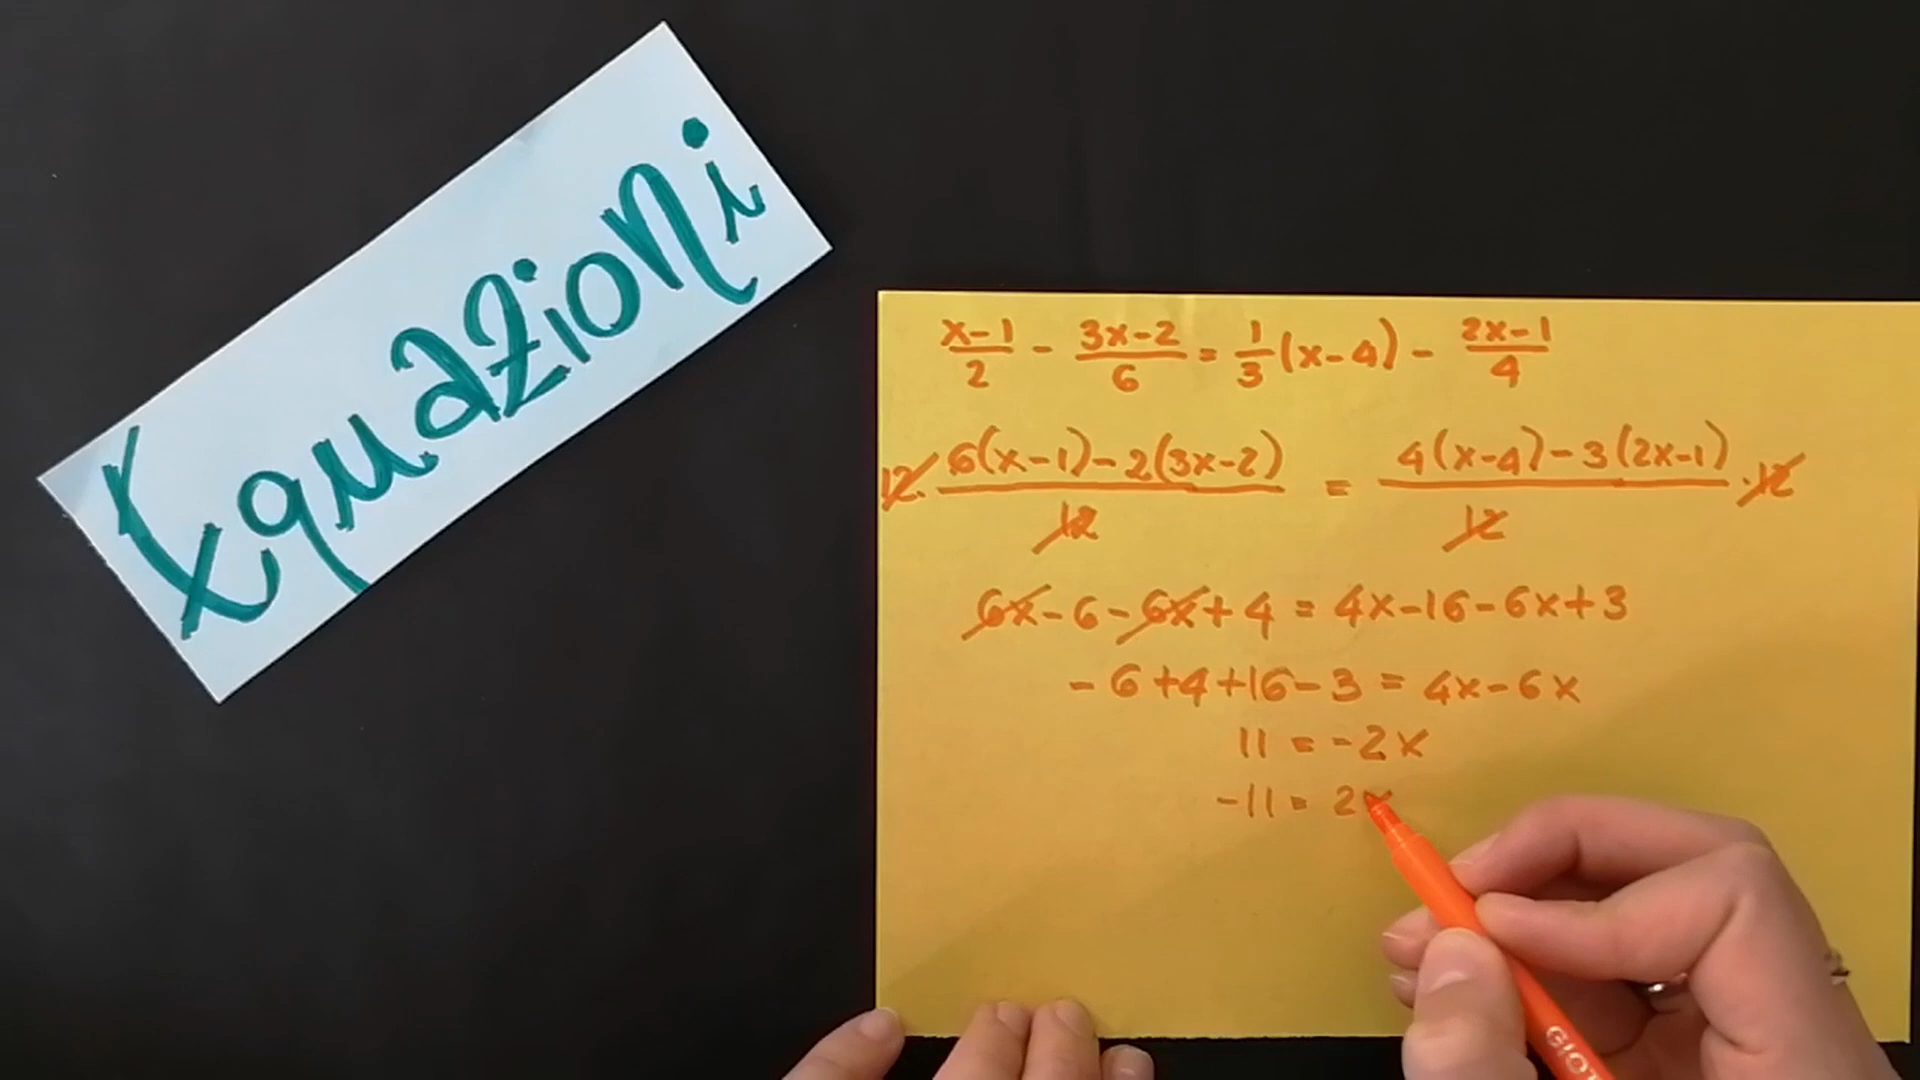 Equazioni
x-1/2 - 3x-2/6 = 1/3(x-4) - 2x-1/4
12·6(x-1)-2(3x-2)/12 = 4(x-4)-3(2x-1)/12·12
6x-6-6x+4=4x-16-6x+3
-6+4+16-3=4x-6x
11=-2x
-11=2x